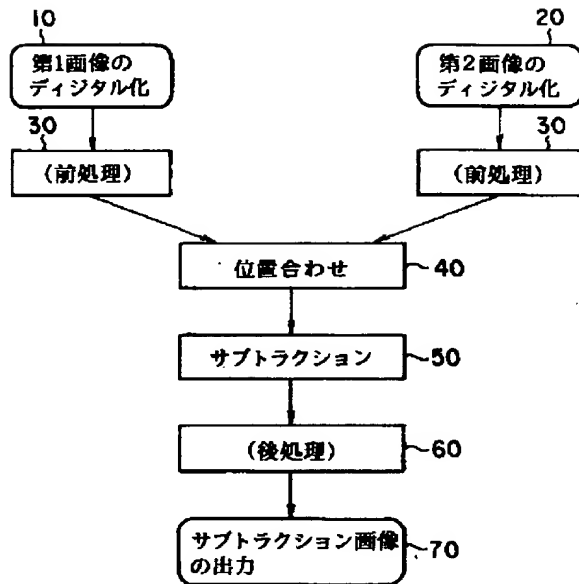 10
20
第1画像の
ディジタル化
第2画像の
ディジタル化
30
30
(前処理)
(前処理)
位置合わせ
40
サブトラクション
50
(後処理)
60
サブトラクション画像
の出力
70